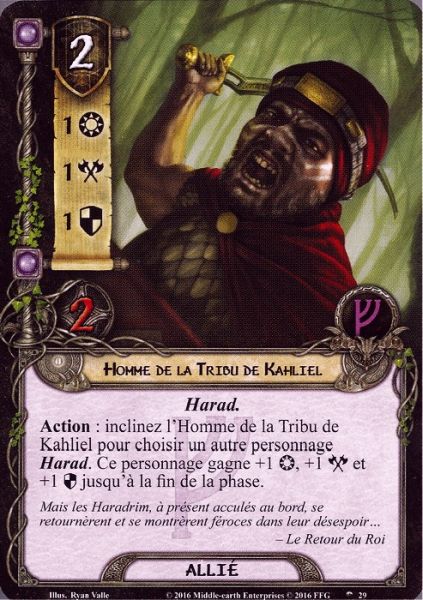 2
1
1
1
2
Homme de la Tribu de Kahliel
Harad.
Action : inclinez l'Homme de la Tribu de
Kahliel pour choisir un autre personnage
Harad. Ce personnage gagne +1 , +1 et
+1 jusqu'à la fin de la phase.
Mais les Haradrim, à présent acculés au bord, se
retournèrent et se montrèrent féroces dans leur désespoir…
– Le Retour du Roi
ALLIÉ
Illus. Ryan Valle
© 2016 Middle-earth Enterprises © 2016 FFG
29